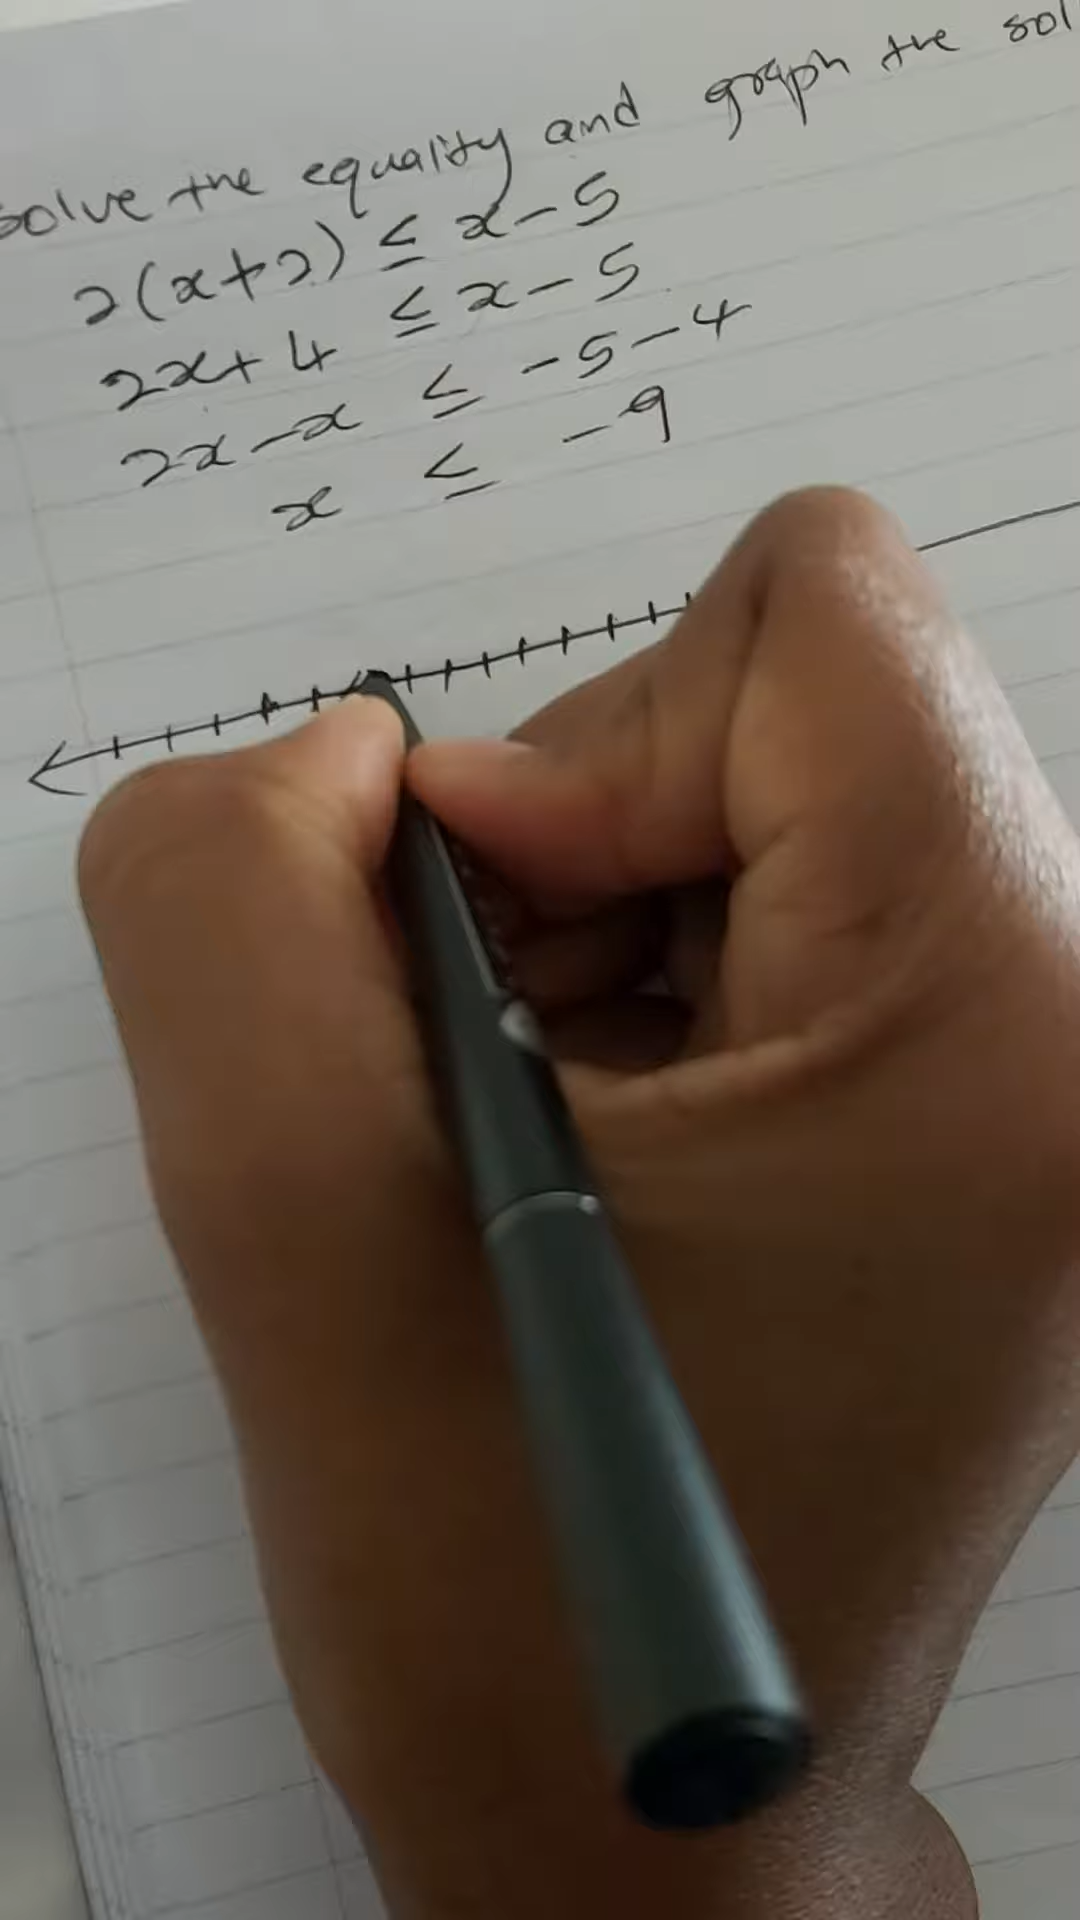 Solve the equality and graph the sol
2(x+2) ≤ x-5
2x+4 ≤ x-5
2x-x ≤ -5-4
x ≤ -9